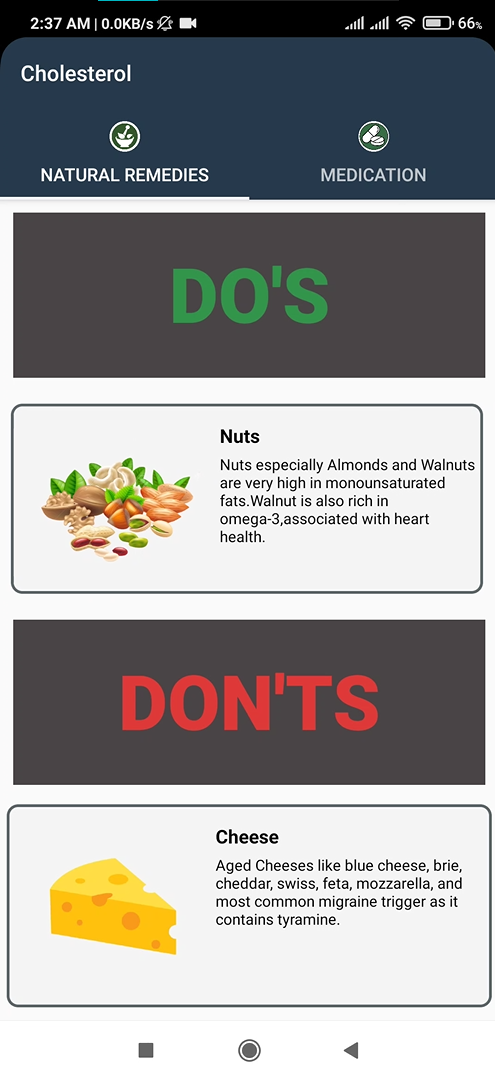 2:37 AM | 0.0KB/s 66%
Cholesterol
NATURAL REMEDIES MEDICATION
DO'S
Nuts
Nuts especially Almonds and Walnuts
are very high in monounsaturated
fats.Walnut is also rich in
omega-3,associated with heart
health.
DON'TS
Cheese
Aged Cheeses like blue cheese, brie,
cheddar, swiss, feta, mozzarella, and
most common migraine trigger as it
contains tyramine.